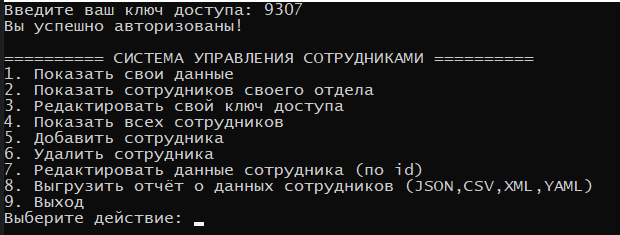 Введите ваш ключ доступа: 9307
Вы успешно авторизованы!
========== СИСТЕМА УПРАВЛЕНИЯ СОТРУДНИКАМИ ==========
1. Показать свои данные
2. Показать сотрудников своего отдела
3. Редактировать свой ключ доступа
4. Показать всех сотрудников
5. Добавить сотрудника
6. Удалить сотрудника
7. Редактировать данные сотрудника (по id)
8. Выгрузить отчёт о данных сотрудников (JSON,CSV,XML,YAML)
9. Выход
Выберите действие: _